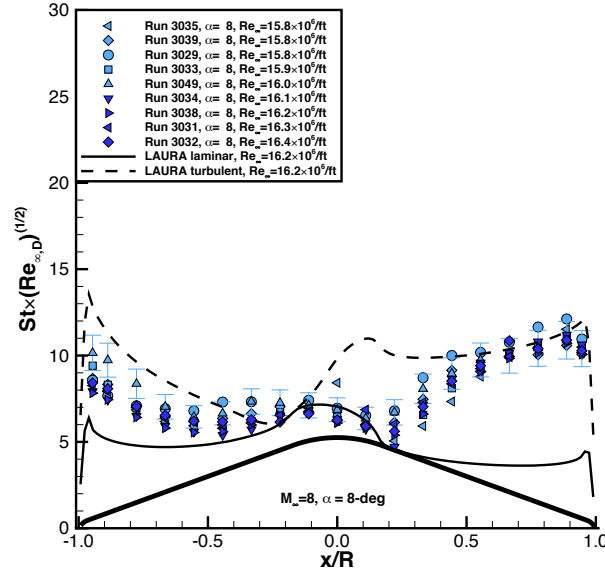 30
25
20
15
10
5
0
St×(Re∞,D)^(1/2)
Run 3035, α= 8, Re∞=15.8×10⁶/ft
Run 3039, α= 8, Re∞=15.8×10⁶/ft
Run 3029, α= 8, Re∞=15.8×10⁶/ft
Run 3033, α= 8, Re∞=15.9×10⁶/ft
Run 3049, α= 8, Re∞=16.0×10⁶/ft
Run 3034, α= 8, Re∞=16.1×10⁶/ft
Run 3038, α= 8, Re∞=16.2×10⁶/ft
Run 3031, α= 8, Re∞=16.3×10⁶/ft
Run 3032, α= 8, Re∞=16.4×10⁶/ft
LAURA laminar, Re∞=16.2×10⁶/ft
LAURA turbulent, Re∞=16.2×10⁶/ft
M∞=8, α = 8-deg
-1.0 -0.5 0.0 0.5 1.0
x/R